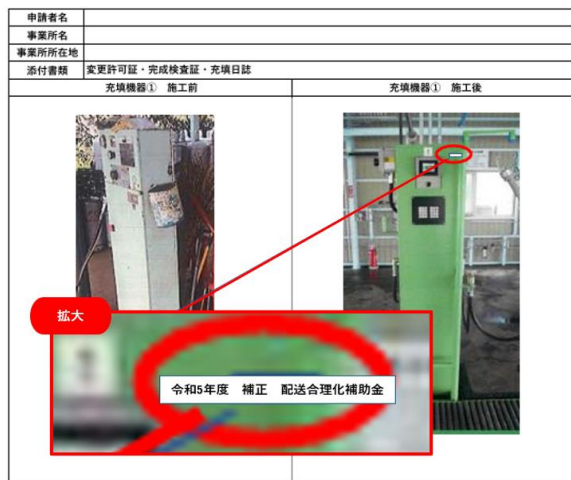 申請者名
事業所名
事業所所在地
添付書類 変更許可証・完成検査証・充填日誌
充填機器① 施工前 充填機器① 施工後
拡大
令和5年度 補正 配送合理化補助金